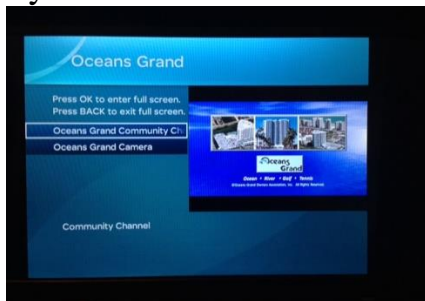 Oceans Grand
Press OK to enter full screen.
Press BACK to exit full screen.
Oceans Grand Community Ch
Oceans Grand Camera
Oceans
Grand
Ocean • River • Golf • Tennis
Community Channel